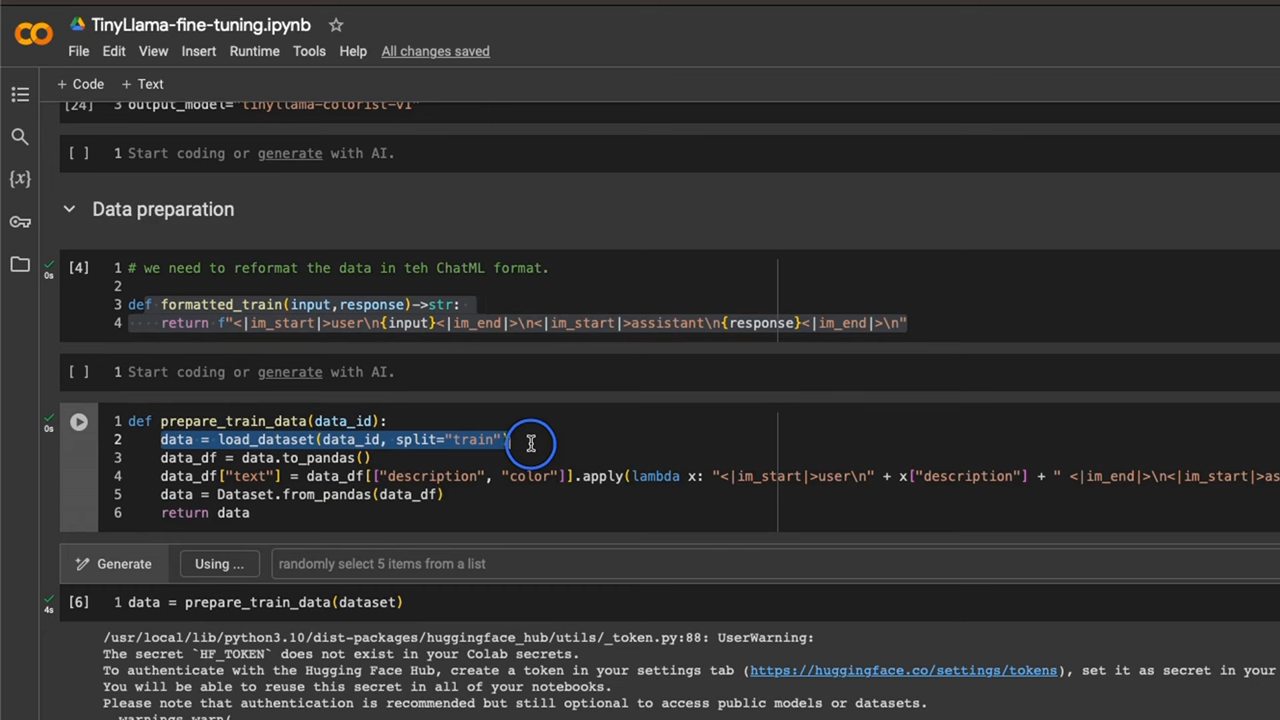 TinyLlama-fine-tuning.ipynb
File Edit View Insert Runtime Tools Help All changes saved
+ Code + Text
[24] 3 output_model="tinyllama-colorist-v1"
[ ] 1 Start coding or generate with AI.
Data preparation
[4] 1 # we need to reformat the data in teh ChatML format.
0s 2
3 def formatted_train(input,response)->str:
4 return f"<|im_start|>user\n{input}<|im_end|>\n<|im_start|>assistant\n{response}<|im_end|>\n"
[ ] 1 Start coding or generate with AI.
1 def prepare_train_data(data_id):
0s 2 data = load_dataset(data_id, split="train")
3 data_df = data.to_pandas()
4 data_df["text"] = data_df[["description", "color"]].apply(lambda x: "<|im_start|>user\n" + x["description"] + " <|im_end|>\n<|im_start|>as
5 data = Dataset.from_pandas(data_df)
6 return data
Generate Using ... randomly select 5 items from a list
[6] 1 data = prepare_train_data(dataset)
4s
/usr/local/lib/python3.10/dist-packages/huggingface_hub/utils/_token.py:88: UserWarning:
The secret `HF_TOKEN` does not exist in your Colab secrets.
To authenticate with the Hugging Face Hub, create a token in your settings tab (https://huggingface.co/settings/tokens), set it as secret in your
You will be able to reuse this secret in all of your notebooks.
Please note that authentication is recommended but still optional to access public models or datasets.
warnings.warn(